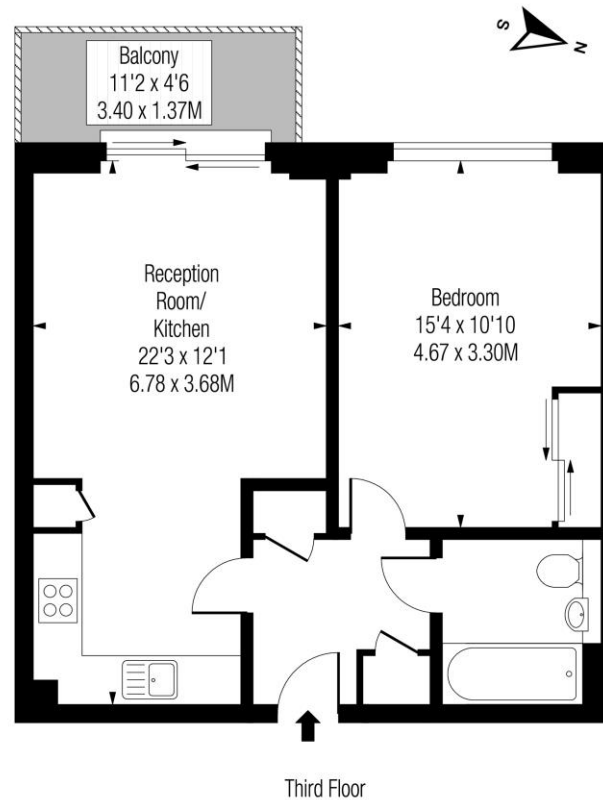 S
N
Balcony
11'2 x 4'6
3.40 x 1.37M
Reception
Room/
Kitchen
22'3 x 12'1
6.78 x 3.68M
Bedroom
15'4 x 10'10
4.67 x 3.30M
Third Floor